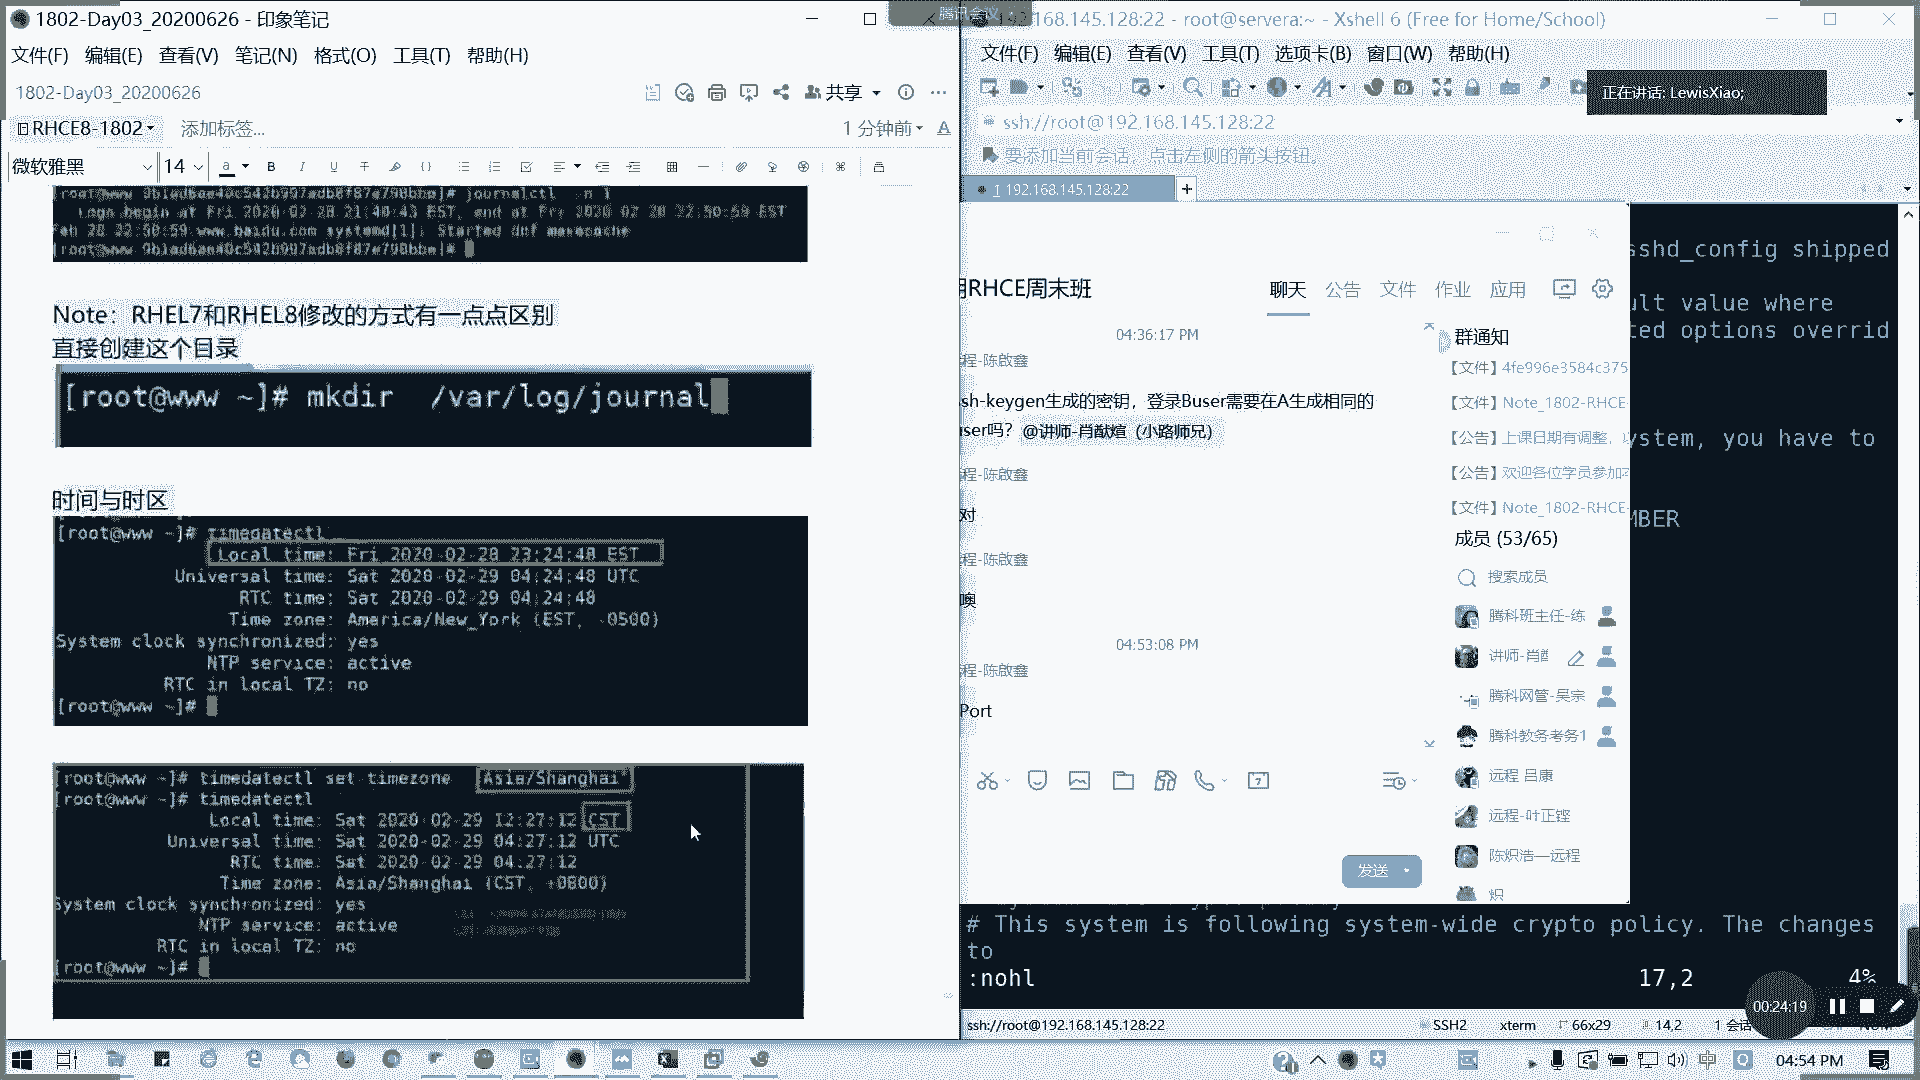 1802-Day03_20200626 - 印象笔记
文件(F) 编辑(E) 查看(V) 笔记(N) 格式(O) 工具(T) 帮助(H)
1802-Day03_20200626
共享
RHCE8-1802
添加标签...
1 分钟前
微软雅黑
14
journalctl -n 1
Logs begin at Fri 2020-02-28 21:40:43 EST, end at Fri 2020-02-28 22:50:59 EST
Feb 28 22:50:59 www.baidu.com systemd[1]: Started dnf makecache
Note：RHEL7和RHEL8修改的方式有一点点区别
直接创建这个目录
[root@www ~]# mkdir /var/log/journal
时间与时区
[root@www ~]# timedatectl
Local time: Fri 2020-02-28 23:24:48 EST
Universal time: Sat 2020-02-29 04:24:48 UTC
RTC time: Sat 2020-02-29 04:24:48
Time zone: America/New_York (EST, -0500)
System clock synchronized: yes
NTP service: active
RTC in local TZ: no
[root@www ~]#
[root@www ~]# timedatectl set-timezone Asia/Shanghai
[root@www ~]# timedatectl
Local time: Sat 2020-02-29 12:27:12 CST
Universal time: Sat 2020-02-29 04:27:12 UTC
RTC time: Sat 2020-02-29 04:27:12
Time zone: Asia/Shanghai (CST, +0800)
System clock synchronized: yes
NTP service: active
RTC in local TZ: no
[root@www ~]#
腾讯会议
192.168.145.128:22 - root@servera:~ - Xshell 6 (Free for Home/School)
文件(F) 编辑(E) 查看(V) 工具(T) 选项卡(B) 窗口(W) 帮助(H)
正在讲话: LewisXiao;
ssh://root@192.168.145.128:22
要添加当前会话，点击左侧的箭头按钮。
1 192.168.145.128:22
RHCE周末班
聊天 公告 文件 作业 应用
04:36:17 PM
程-陈啟鑫
sh-keygen生成的密钥，登录Buser需要在A生成相同的
ser吗？ @讲师-肖猷煊（小路师兄）
程-陈啟鑫
对
程-陈啟鑫
噢
04:53:08 PM
程-陈啟鑫
Port
发送
群通知
【文件】4fe996e3584c375
【文件】Note_1802-RHCE-
【公告】上课日期有调整，
【公告】欢迎各位学员参加
【文件】Note_1802-RHCE-
成员 (53/65)
搜索成员
腾科班主任-练
讲师-肖
腾科网管-吴宗
腾科教务考务1
远程 吕康
远程-叶正铿
陈炽浩—远程
炽
sshd_config shipped
ult value where
ted options overrid
ystem, you have to
MBER
# This system is following system-wide crypto policy. The changes
to
:nohl
17,2
4%
00:24:19
ssh://root@192.168.145.128:22
SSH2
xterm
66x29
14,2
1 会话
中
04:54 PM